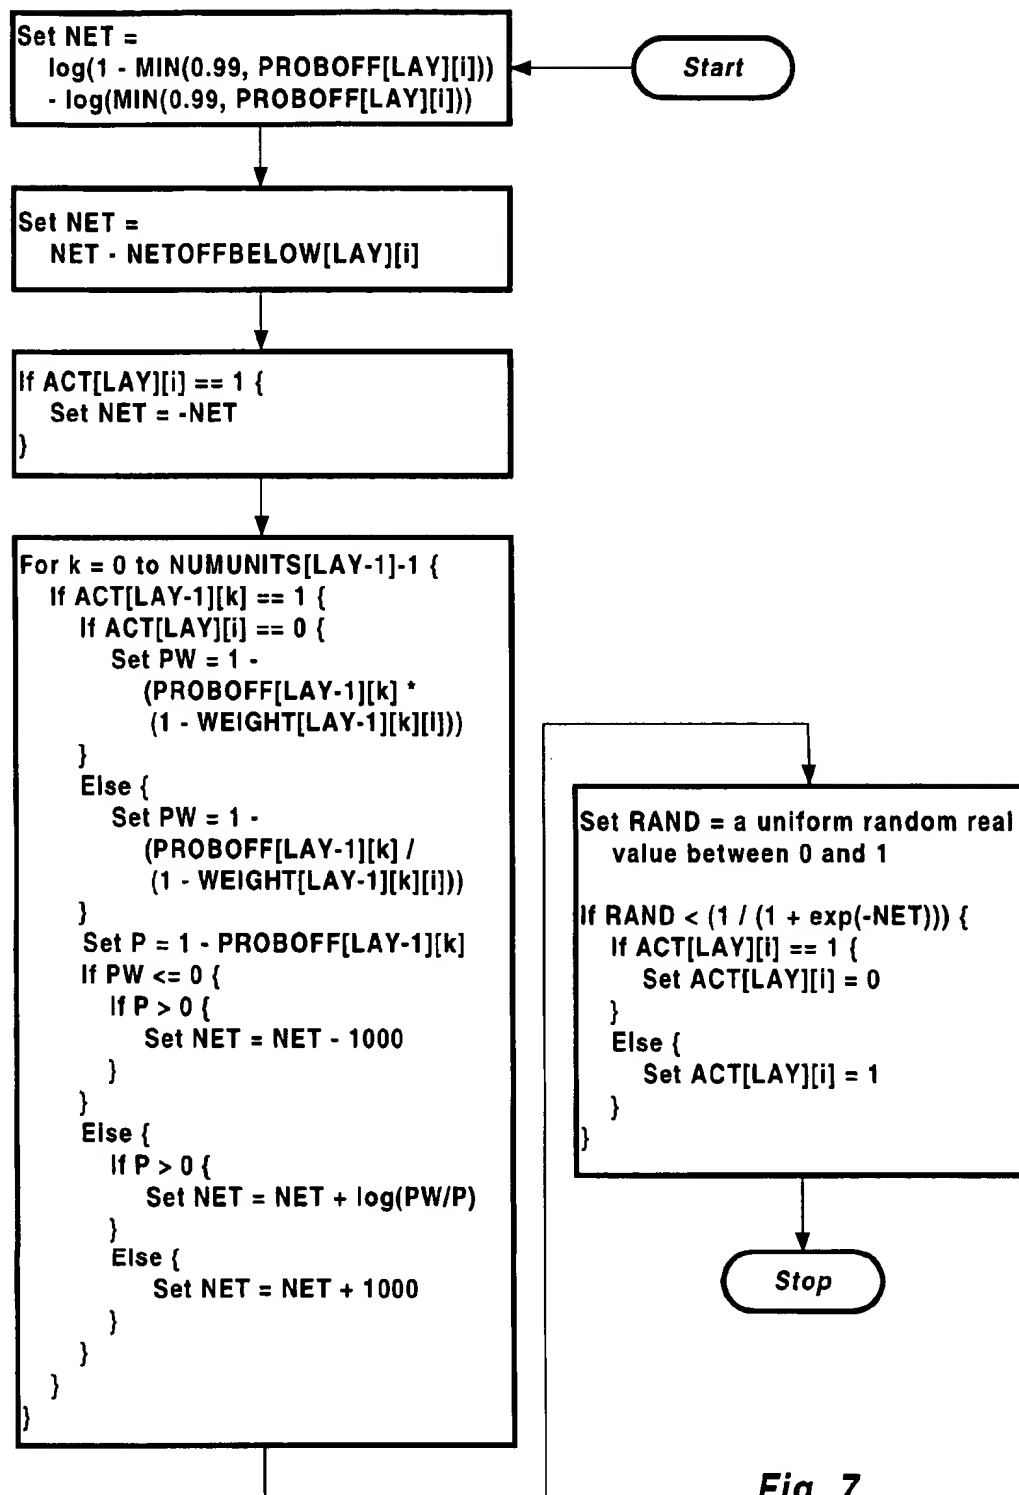 Set NET =
log(1 - MIN(0.99, PROBOFF[LAY][i]))
- log(MIN(0.99, PROBOFF[LAY][i]))
Start
Set NET =
NET - NETOFFBELOW[LAY][i]
If ACT[LAY][i] == 1 {
Set NET = -NET
}
For k = 0 to NUMUNITS[LAY-1]-1 {
If ACT[LAY-1][k] == 1 {
If ACT[LAY][i] == 0 {
Set PW = 1 -
(PROBOFF[LAY-1][k] *
(1 - WEIGHT[LAY-1][k][i]))
}
Else {
Set PW = 1 -
(PROBOFF[LAY-1][k] /
(1 - WEIGHT[LAY-1][k][i]))
}
Set P = 1 - PROBOFF[LAY-1][k]
If PW <= 0 {
If P > 0 {
Set NET = NET - 1000
}
}
Else {
If P > 0 {
Set NET = NET + log(PW/P)
}
Else {
Set NET = NET + 1000
}
}
}
}
Set RAND = a uniform random real
value between 0 and 1
If RAND < (1 / (1 + exp(-NET))) {
If ACT[LAY][i] == 1 {
Set ACT[LAY][i] = 0
}
Else {
Set ACT[LAY][i] = 1
}
}
Stop
Fig. 7